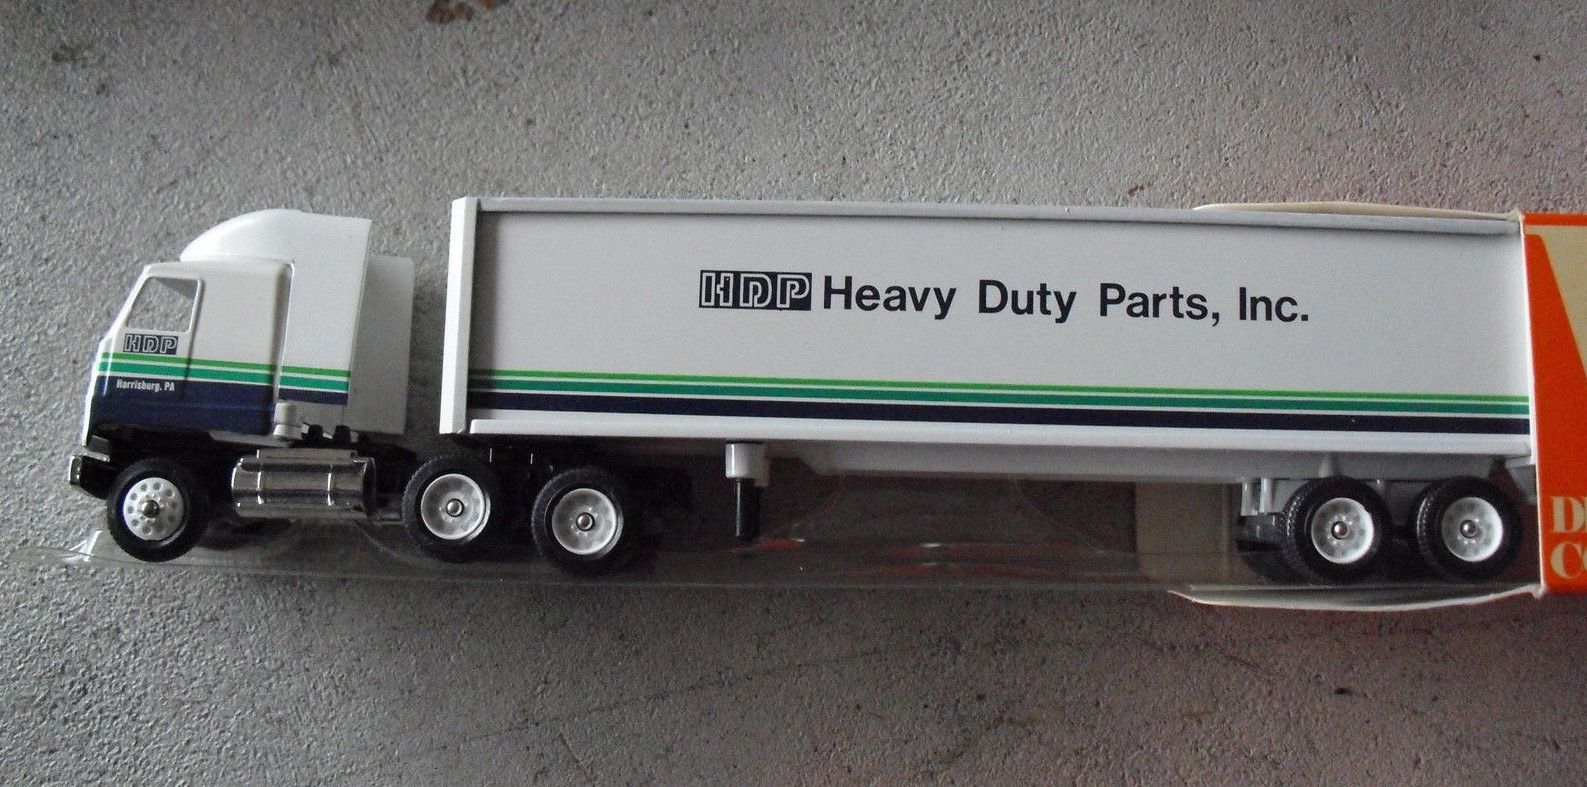 HDP Heavy Duty Parts, Inc.
HDP
Harrisburg, PA